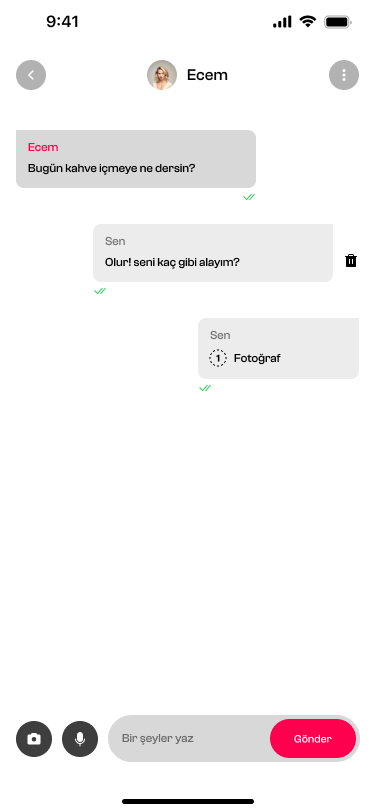 9:41
Ecem
Ecem
Bugün kahve içmeye ne dersin?
Sen
Olur! seni kaç gibi alayım?
Sen
1 Fotoğraf
Bir şeyler yaz
Gönder